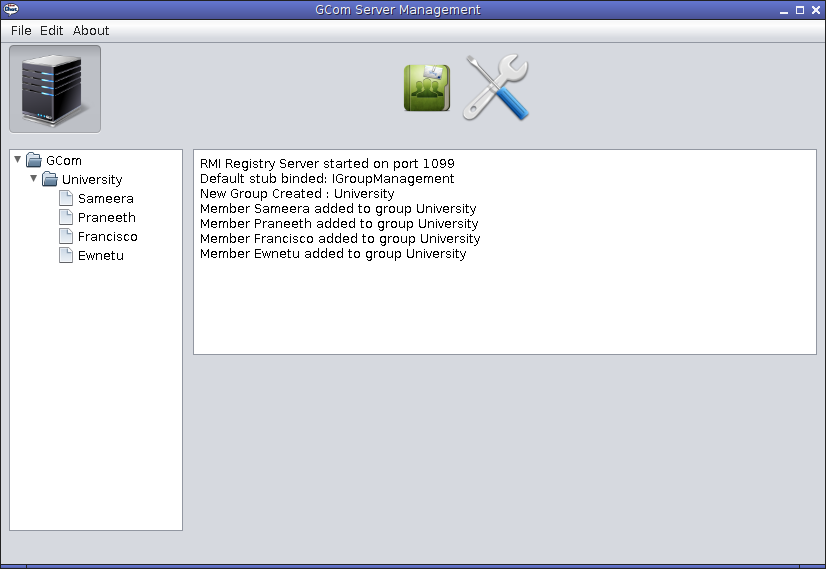 GCom Server Management
File Edit About
GCom
University
Sameera
Praneeth
Francisco
Ewnetu
RMI Registry Server started on port 1099
Default stub binded: IGroupManagement
New Group Created : University
Member Sameera added to group University
Member Praneeth added to group University
Member Francisco added to group University
Member Ewnetu added to group University